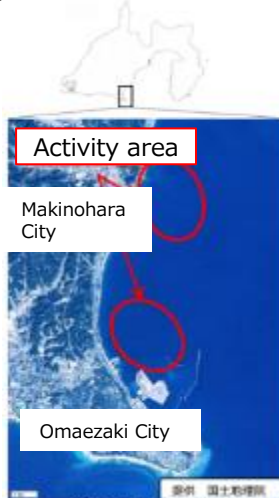 Activity area
Makinohara
City
Omaezaki City
提供 国土地理院